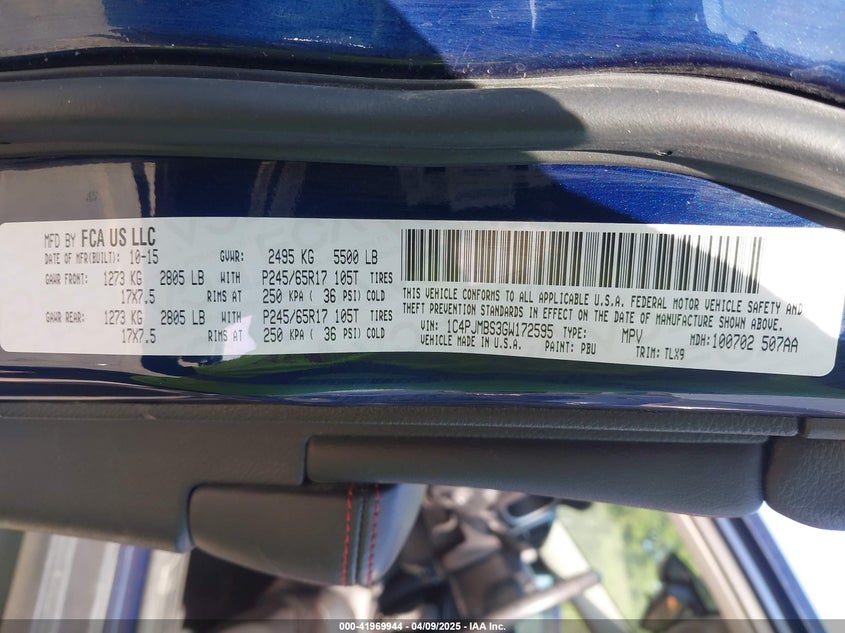 MFD BY FCA US LLC
DATE OF MFR(BUILT): 10-15 GVWR: 2495 KG 5500 LB
GAWR FRONT: 1273 KG 2805 LB WITH P245/65R17 105T TIRES
17X7.5 RIMS AT 250 KPA ( 36 PSI) COLD
GAWR REAR: 1273 KG 2805 LB WITH P245/65R17 105T TIRES
17X7.5 RIMS AT 250 KPA ( 36 PSI) COLD
THIS VEHICLE CONFORMS TO ALL APPLICABLE U.S.A. FEDERAL MOTOR VEHICLE SAFETY AND
THEFT PREVENTION STANDARDS IN EFFECT ON THE DATE OF MANUFACTURE SHOWN ABOVE.
VIN: 1C4PJMBS3GW172595 TYPE: MPV MDH: 100702 507AA
VEHICLE MADE IN U.S.A. PAINT: PBU TRIM: TLX9
000-41969944 - 04/09/2025 - WWW.IAAI.COM